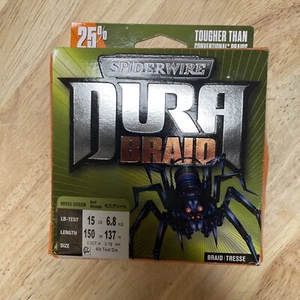 25%
TOUGHER THAN
CONVENTIONAL BRAIDS
SPIDERWIRE
DURA
BRAID
MOSS GREEN
LB-TEST 15 LB 6.8 KG
LENGTH 150 YD 137 M
SIZE
BRAID/TRESSE